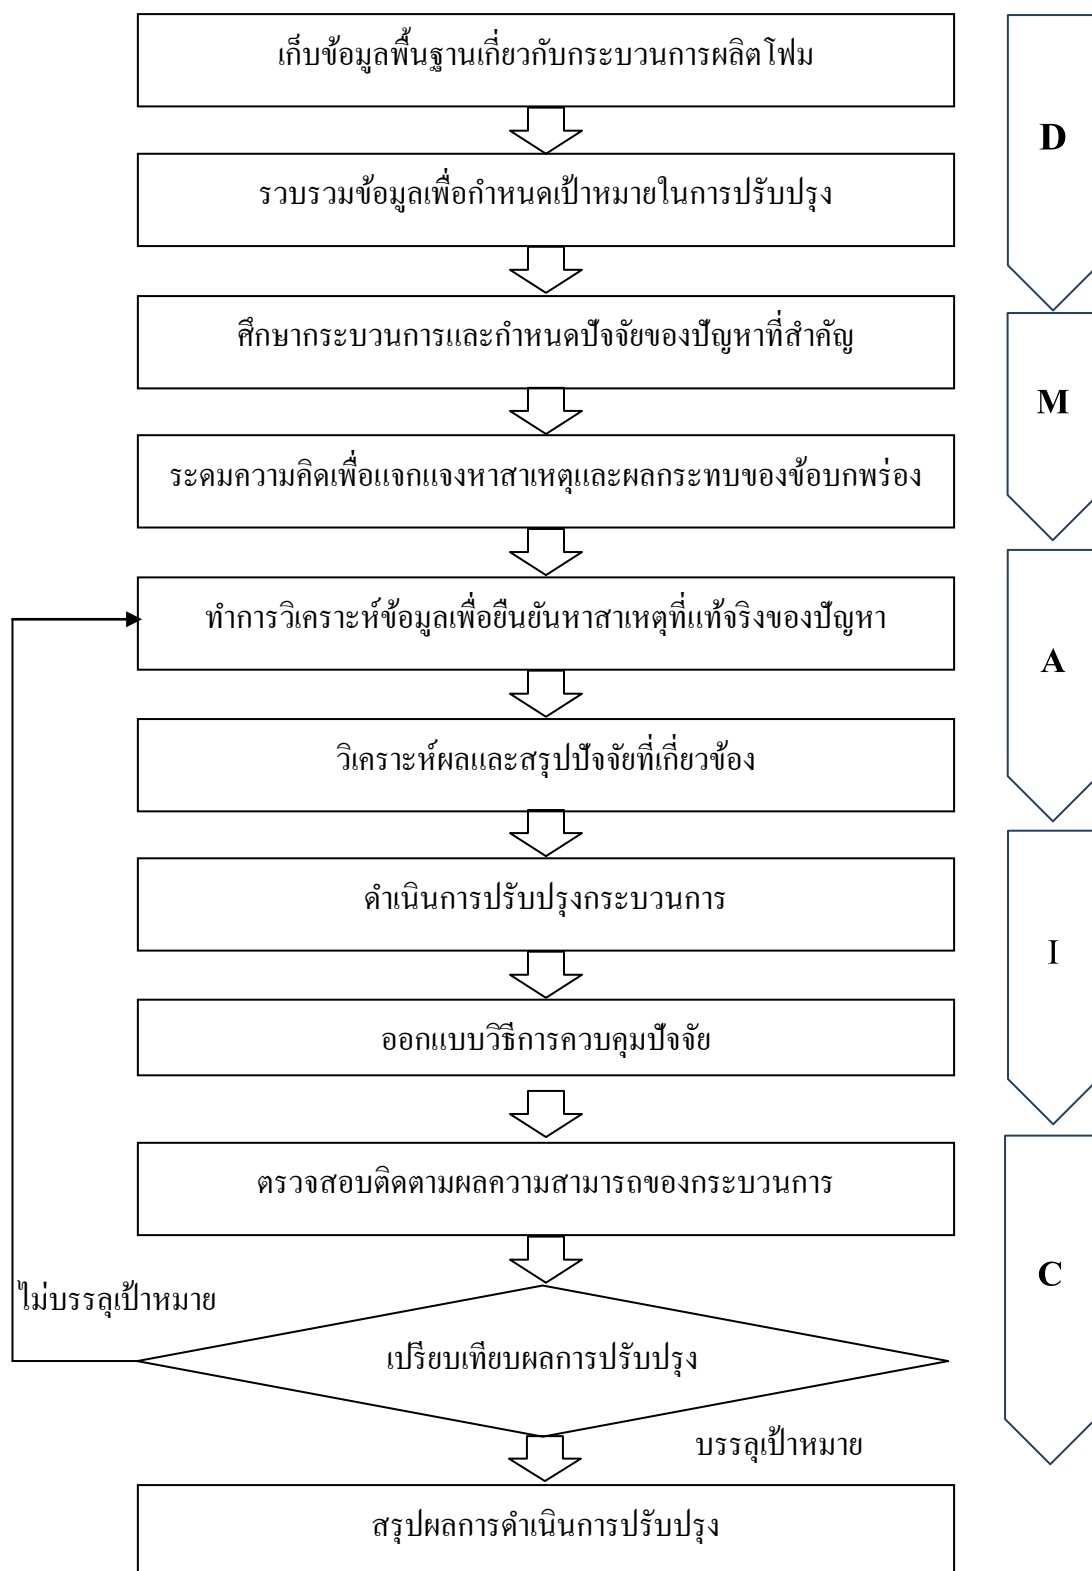 เก็บข้อมูลพื้นฐานเกี่ยวกับกระบวนการผลิตโฟม
D
รวบรวมข้อมูลเพื่อกำหนดเป้าหมายในการปรับปรุง
ศึกษากระบวนการและกำหนดปัจจัยของปัญหาที่สำคัญ
M
ระดมความคิดเพื่อแจกแจงหาสาเหตุและผลกระทบของข้อบกพร่อง
ทำการวิเคราะห์ข้อมูลเพื่อยืนยันหาสาเหตุที่แท้จริงของปัญหา
A
วิเคราะห์ผลและสรุปปัจจัยที่เกี่ยวข้อง
ดำเนินการปรับปรุงกระบวนการ
I
ออกแบบวิธีการควบคุมปัจจัย
ตรวจสอบติดตามผลความสามารถของกระบวนการ
C
ไม่บรรลุเป้าหมาย
เปรียบเทียบผลการปรับปรุง
บรรลุเป้าหมาย
สรุปผลการดำเนินการปรับปรุง